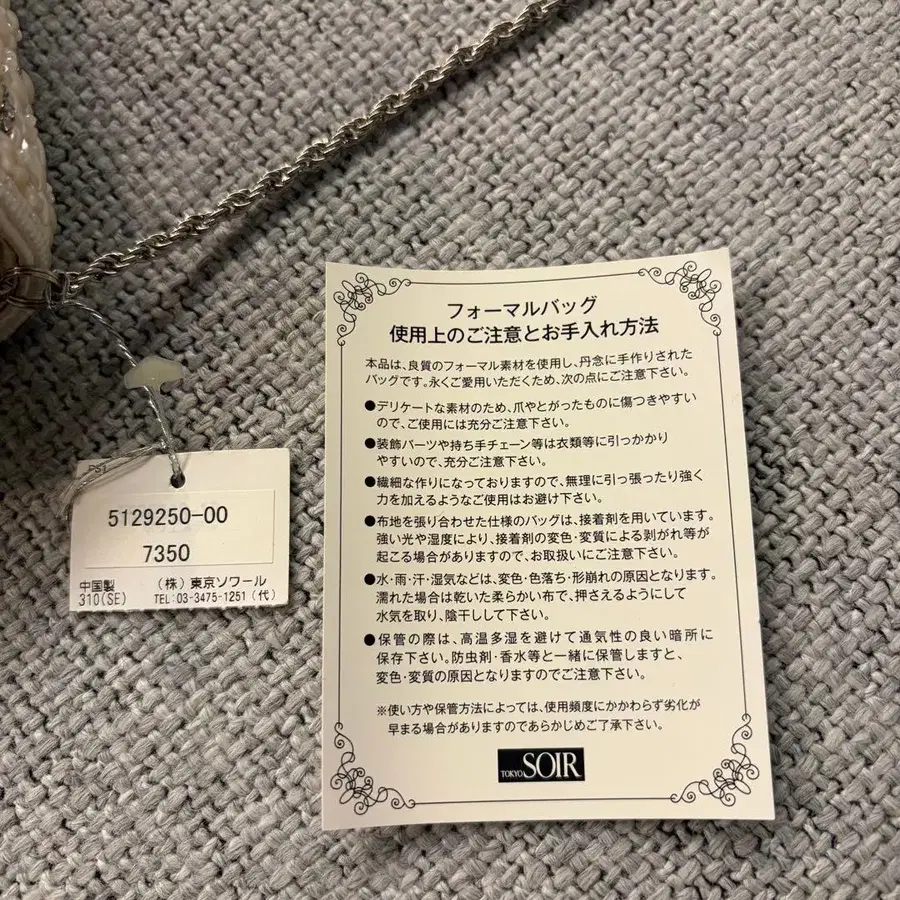 フォーマルバッグ
使用上のご注意とお手入れ方法
本品は、良質のフォーマル素材を使用し、丹念に手作りされた
バッグです。永くご愛用いただくため、次の点にご注意下さい。
●デリケートな素材のため、爪やとがったものに傷つきやすい
ので、ご使用には充分ご注意下さい。
●装飾パーツや持ち手チェーン等は衣類等に引っかかり
やすいので、充分ご注意下さい。
●繊細な作りになっておりますので、無理に引っ張ったり強く
力を加えるようなご使用はお避け下さい。
●布地を張り合わせた仕様のバッグは、接着剤を用いています。
強い光や湿度により、接着剤の変色・変質による剥がれ等が
起こる場合がありますので、お取扱いにご注意下さい。
●水・雨・汗・湿気などは、変色・色落ち・形崩れの原因となります。
濡れた場合は乾いた柔らかい布で、押さえるようにして
水気を取り、陰干しして下さい。
●保管の際は、高温多湿を避けて通気性の良い暗所に
保存下さい。防虫剤・香水等と一緒に保管しますと、
変色・変質の原因となりますのでご注意下さい。
※使い方や保管方法によっては、使用頻度にかかわらず劣化が
早まる場合がありますのであらかじめご了承下さい。
TOKYO SOIR
5129250-00
7350
中国製 （株）東京ソワール
310(SE) TEL:03-3475-1251（代）